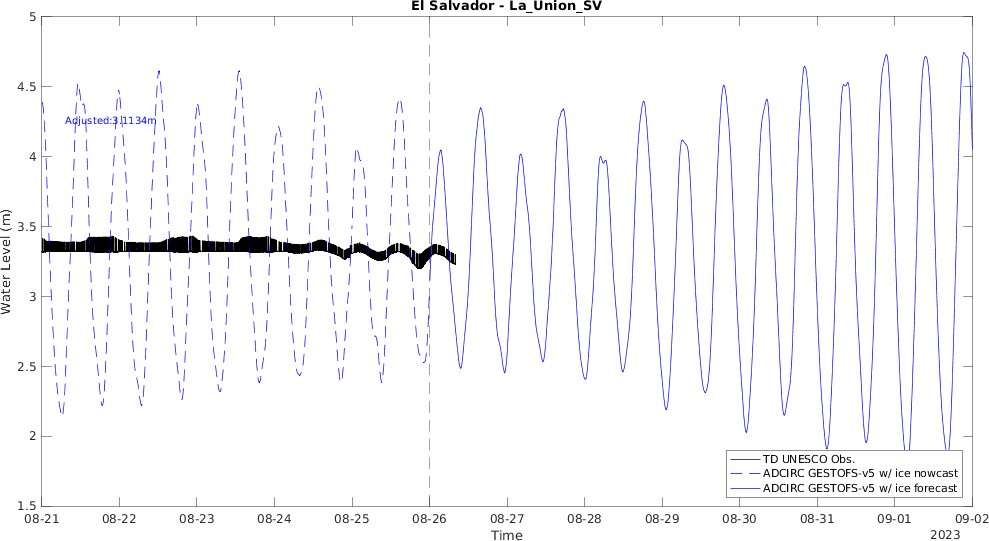 El Salvador - La_Union_SV
Water Level (m)
5
4.5
4
3.5
3
2.5
2
1.5
Adjusted:3.1134m
TD UNESCO Obs.
ADCIRC GESTOFS-v5 w/ ice nowcast
ADCIRC GESTOFS-v5 w/ ice forecast
08-21 08-22 08-23 08-24 08-25 08-26 08-27 08-28 08-29 08-30 08-31 09-01 09-02
Time
2023